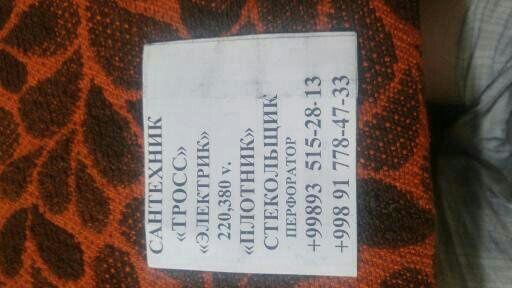 САНТЕХНИК
«ТРОСС»
«ЭЛЕКТРИК»
220,380 v.
«ПЛОТНИК»
СТЕКОЛЬЩИК
ПЕРФОРАТОР
+99893 515-28-13
+998 91 778-47-33